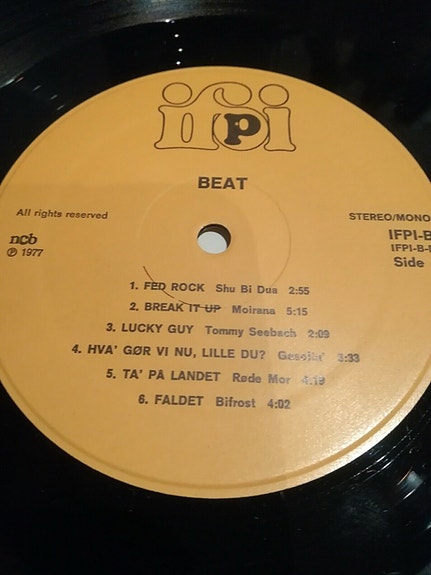 ifpi
BEAT
All rights reserved
STEREO/MONO
ncb
℗ 1977
IFPI-B
IFPI-B-
Side
1. FED ROCK Shu Bi Dua 2:55
2. BREAK IT UP Moirana 5:15
3. LUCKY GUY Tommy Seebach 2:09
4. HVA' GØR VI NU, LILLE DU? Gasolin' 3:33
5. TA' PÅ LANDET Røde Mor 4:19
6. FALDET Bifrost 4:02